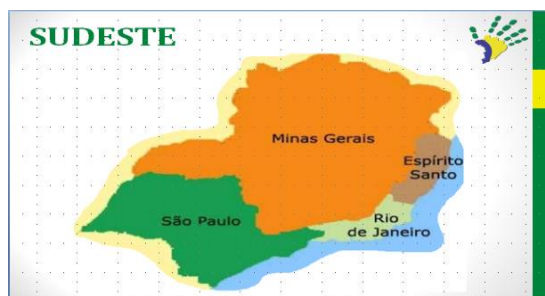 SUDESTE
Minas Gerais
Espírito
Santo
São Paulo
Rio
de Janeiro